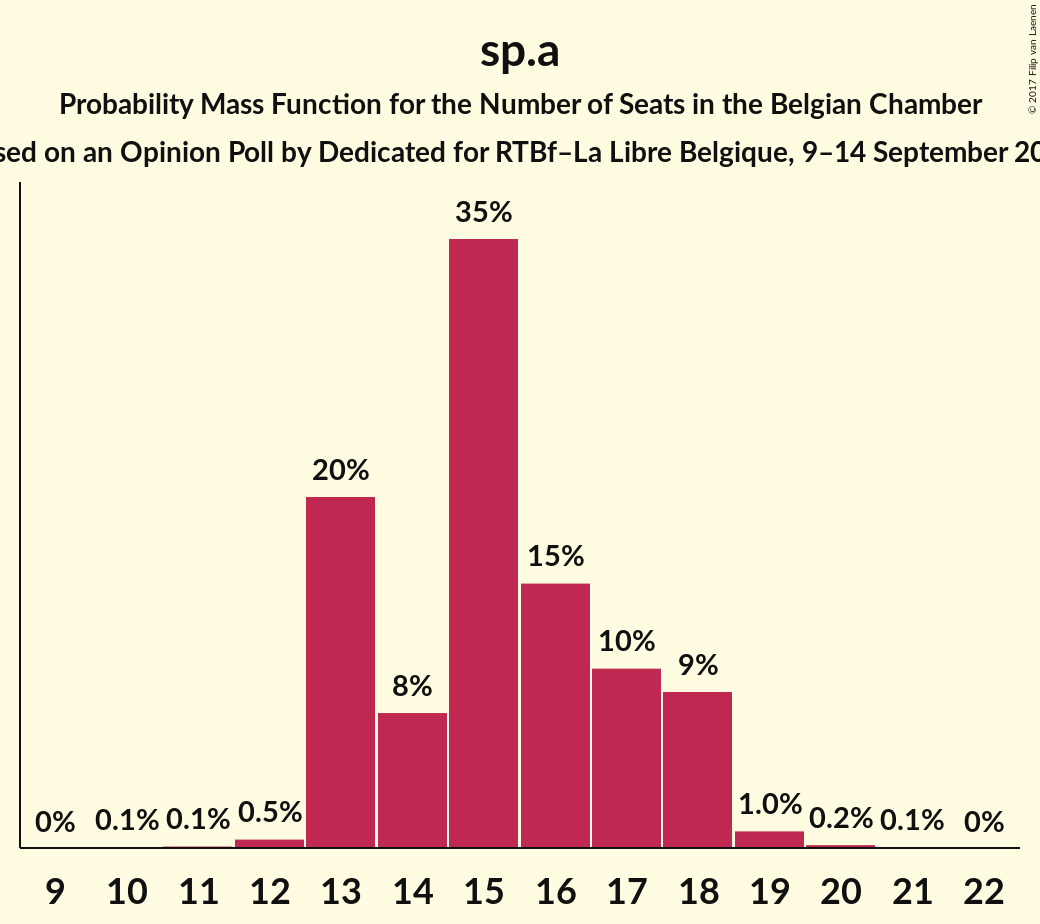 sp.a
Probability Mass Function for the Number of Seats in the Belgian Chamber
sed on an Opinion Poll by Dedicated for RTBf–La Libre Belgique, 9–14 September 20
© 2017 Filip van Laenen
35%
20%
15%
10%
9%
8%
0% 0.1% 0.1% 0.5% 1.0% 0.2% 0.1% 0%
9 10 11 12 13 14 15 16 17 18 19 20 21 22